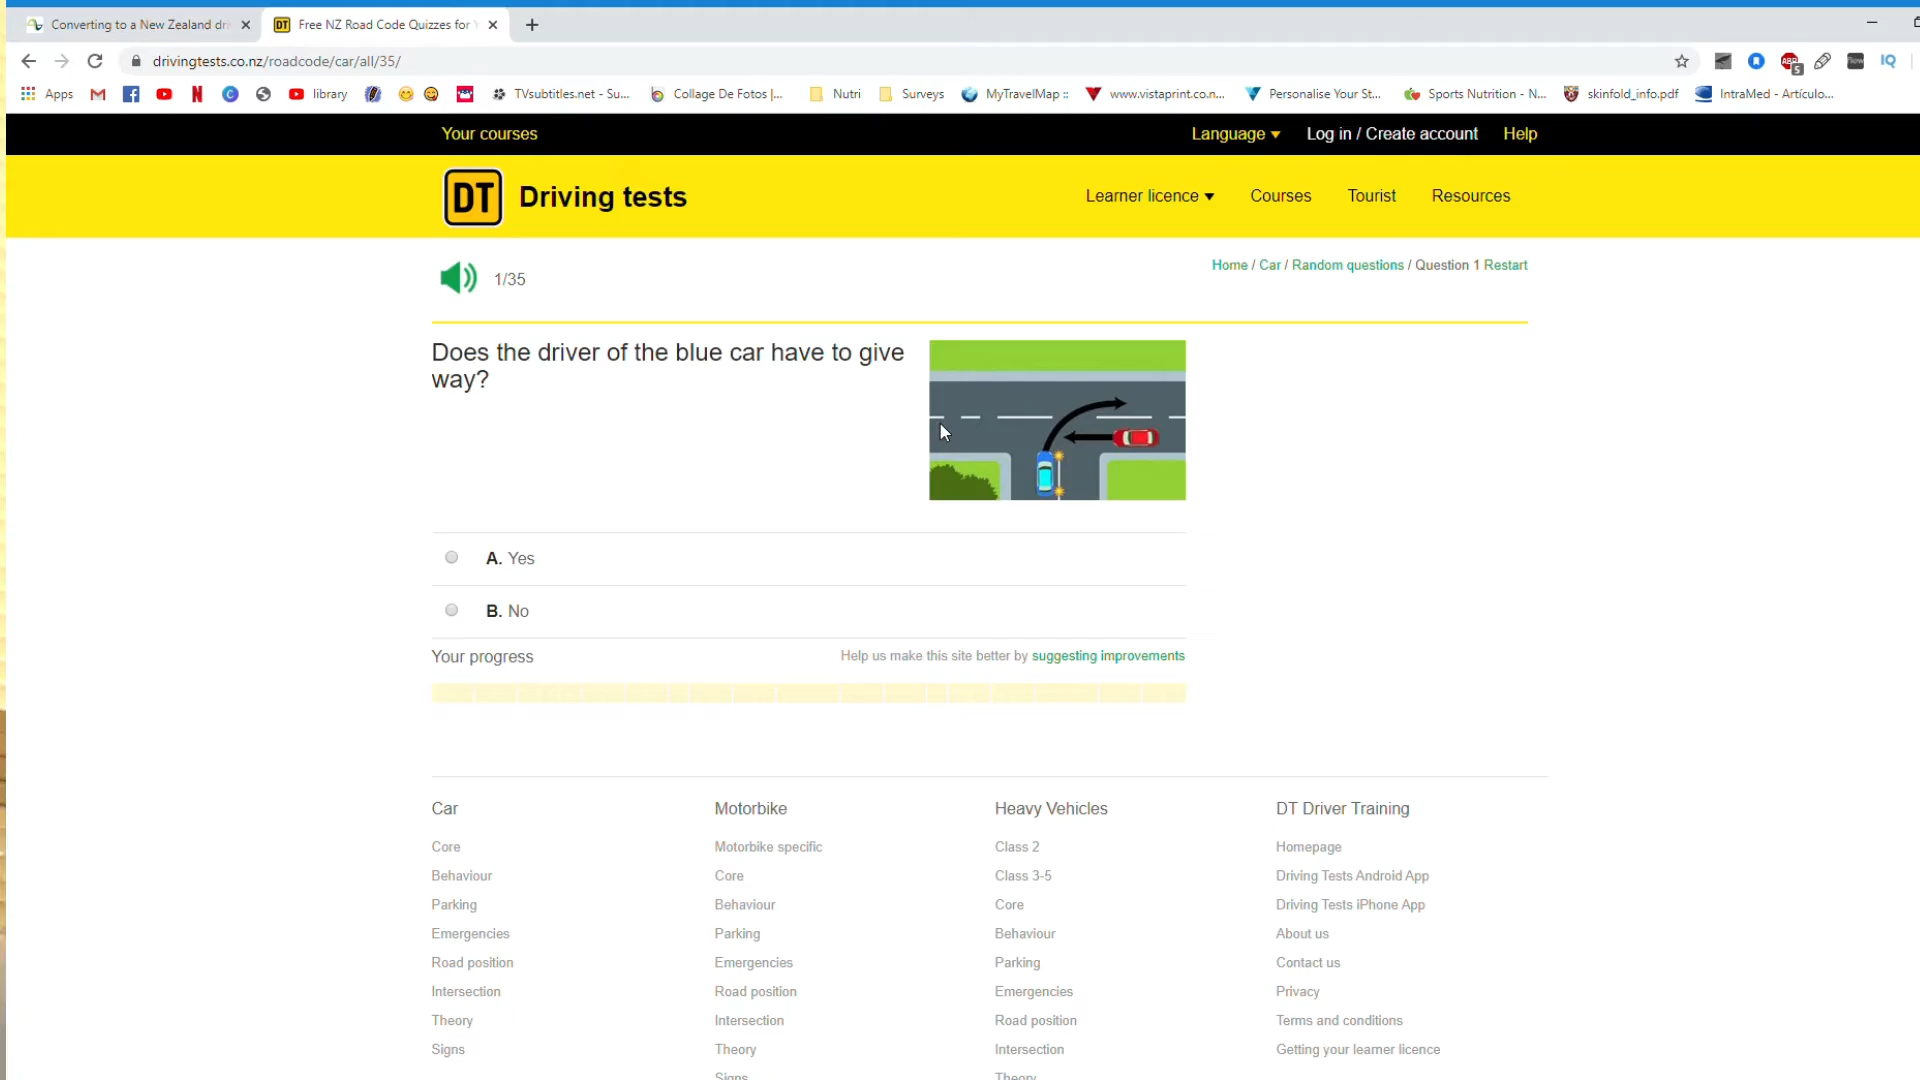 Converting to a New Zealand dri
Free NZ Road Code Quizzes for Y
drivingtests.co.nz/roadcode/car/all/35/
ABP
5
flow
IQ
Apps
library
TVsubtitles.net - Su...
Collage De Fotos |...
Nutri
Surveys
MyTravelMap ::
www.vistaprint.co.n...
Personalise Your St...
Sports Nutrition - N...
skinfold_info.pdf
IntraMed - Artículo...
Your courses
Language
Log in / Create account
Help
DT
Driving tests
Learner licence
Courses
Tourist
Resources
1/35
Home / Car / Random questions / Question 1 Restart
Does the driver of the blue car have to give
way?
A. Yes
B. No
Your progress
Help us make this site better by suggesting improvements
Car
Motorbike
Heavy Vehicles
DT Driver Training
Core
Motorbike specific
Class 2
Homepage
Behaviour
Core
Class 3-5
Driving Tests Android App
Parking
Behaviour
Core
Driving Tests iPhone App
Emergencies
Parking
Behaviour
About us
Road position
Emergencies
Parking
Contact us
Intersection
Road position
Emergencies
Privacy
Theory
Intersection
Road position
Terms and conditions
Signs
Theory
Intersection
Getting your learner licence
Signs
Theory